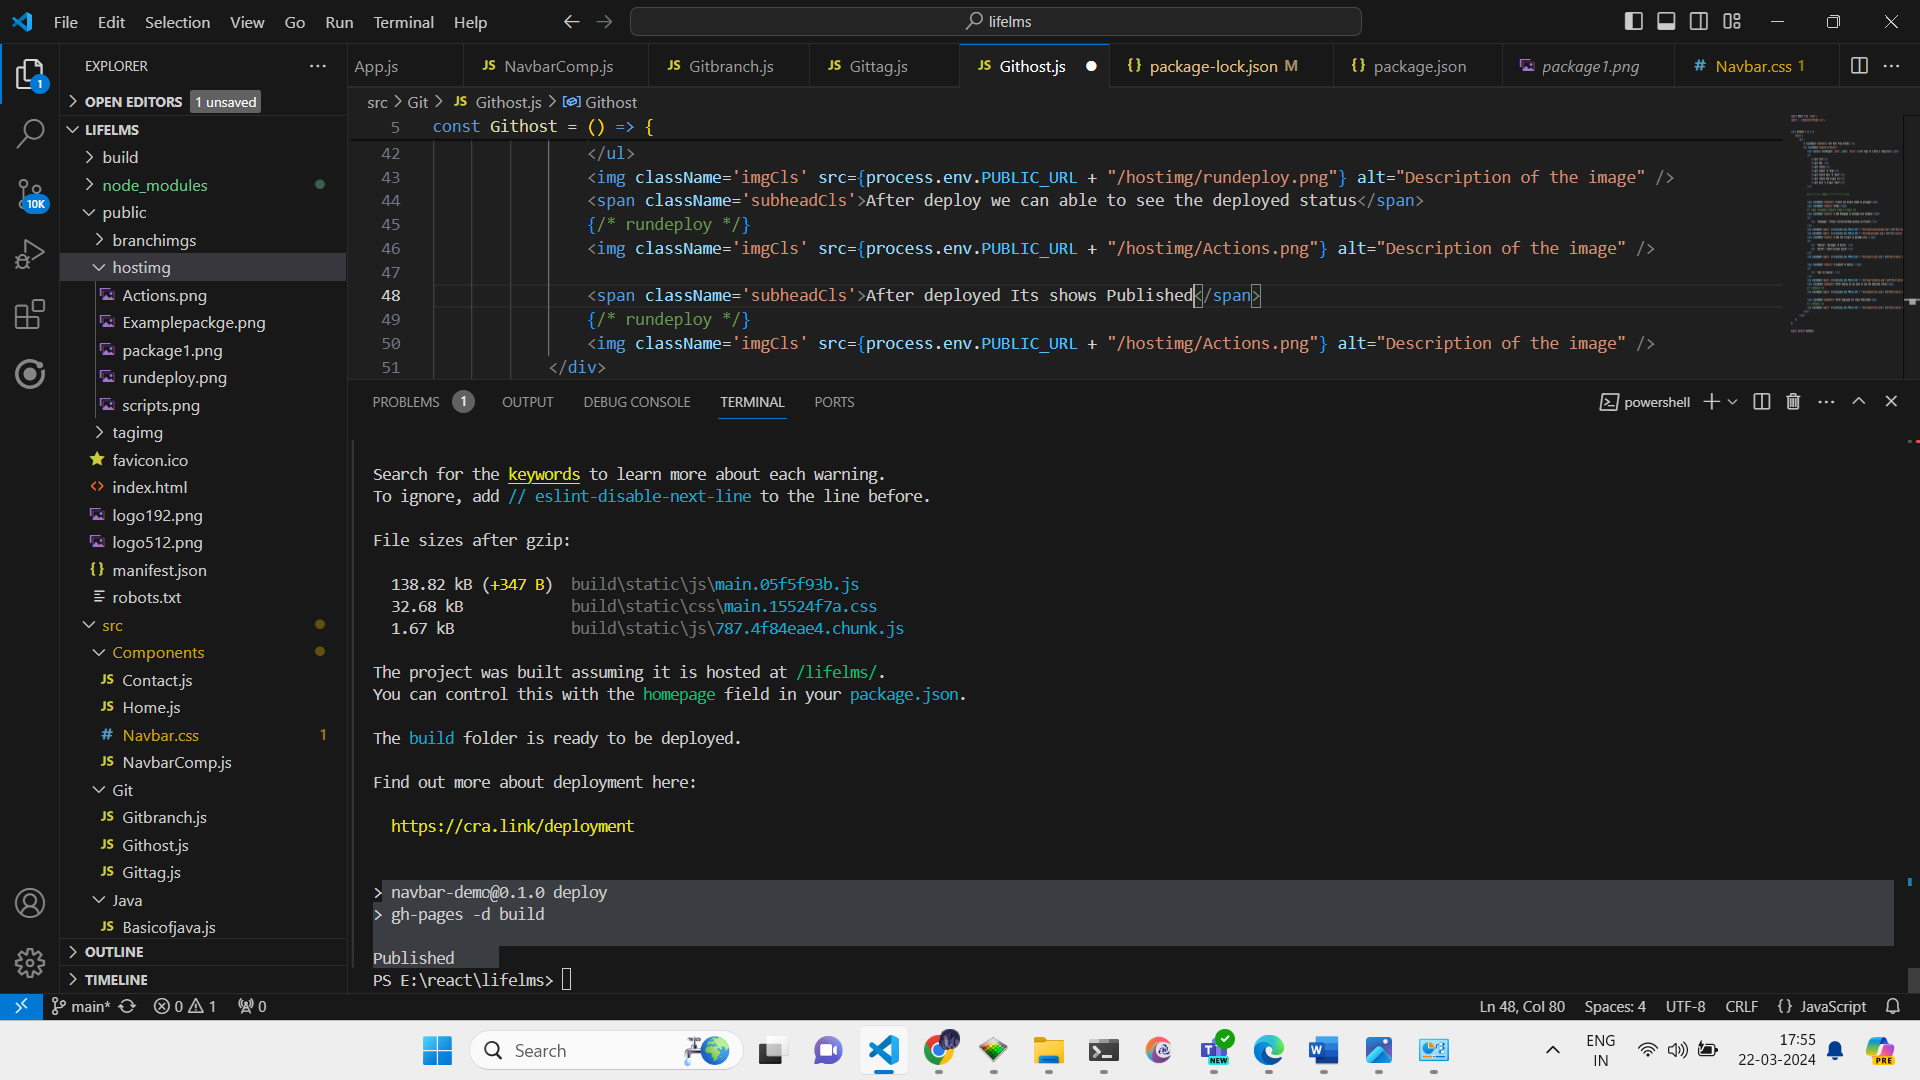 File Edit Selection View Go Run Terminal Help
lifelms
EXPLORER
OPEN EDITORS 1 unsaved
LIFELMS
build
node_modules
public
branchimgs
hostimg
Actions.png
Examplepackge.png
package1.png
rundeploy.png
scripts.png
tagimg
favicon.ico
index.html
logo192.png
logo512.png
manifest.json
robots.txt
src
Components
Contact.js
Home.js
Navbar.css 1
NavbarComp.js
Git
Gitbranch.js
Githost.js
Gittag.js
Java
Basicofjava.js
OUTLINE
TIMELINE
1
10K
App.js JS NavbarComp.js JS Gitbranch.js JS Gittag.js JS Githost.js {} package-lock.json M {} package.json package1.png # Navbar.css 1
src > Git > JS Githost.js > Githost
5 const Githost = () => {
42 </ul>
43 <img className='imgCls' src={process.env.PUBLIC_URL + "/hostimg/rundeploy.png"} alt="Description of the image" />
44 <span className='subheadCls'>After deploy we can able to see the deployed status</span>
45 {/* rundeploy */}
46 <img className='imgCls' src={process.env.PUBLIC_URL + "/hostimg/Actions.png"} alt="Description of the image" />
47
48 <span className='subheadCls'>After deployed Its shows Published</span>
49 {/* rundeploy */}
50 <img className='imgCls' src={process.env.PUBLIC_URL + "/hostimg/Actions.png"} alt="Description of the image" />
51 </div>
PROBLEMS 1 OUTPUT DEBUG CONSOLE TERMINAL PORTS
powershell
Search for the keywords to learn more about each warning.
To ignore, add // eslint-disable-next-line to the line before.
File sizes after gzip:
138.82 kB (+347 B) build\static\js\main.05f5f93b.js
32.68 kB build\static\css\main.15524f7a.css
1.67 kB build\static\js\787.4f84eae4.chunk.js
The project was built assuming it is hosted at /lifelms/.
You can control this with the homepage field in your package.json.
The build folder is ready to be deployed.
Find out more about deployment here:
https://cra.link/deployment
> navbar-demo@0.1.0 deploy
> gh-pages -d build
Published
PS E:\react\lifelms>
main* 0 1 0
Ln 48, Col 80 Spaces: 4 UTF-8 CRLF {} JavaScript
Search
NEW
ENG
IN
17:55
22-03-2024
PRE